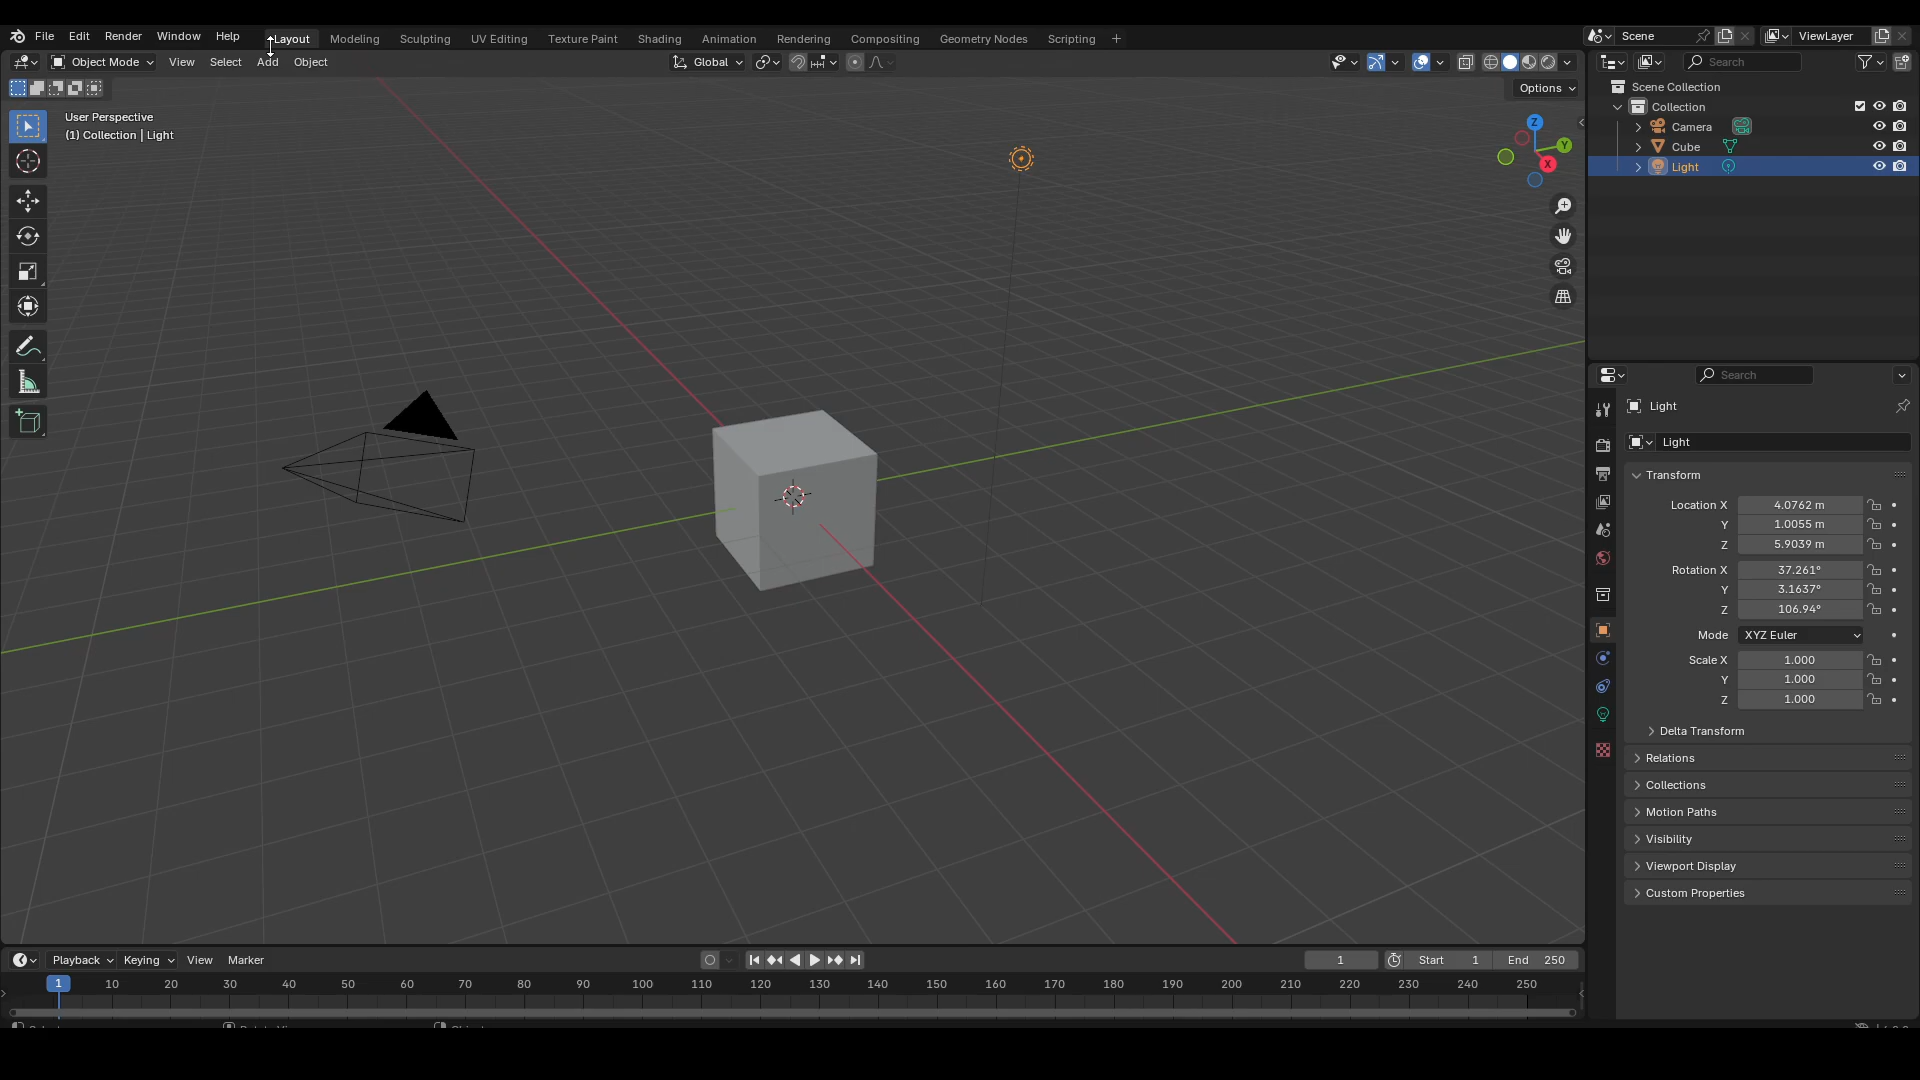 File Edit Render Window Help Layout Modeling Sculpting UV Editing Texture Paint Shading Animation Rendering Compositing Geometry Nodes Scripting + Scene ViewLayer
Object Mode View Select Add Object Global Search
Options
User Perspective
(1) Collection | Light
Z
Y
X
Scene Collection
Collection
Camera
Cube
Light
Search
Light
Light
Transform
Location X 4.0762 m
Y 1.0055 m
Z 5.9039 m
Rotation X 37.261°
Y 3.1637°
Z 106.94°
Mode XYZ Euler
Scale X 1.000
Y 1.000
Z 1.000
Delta Transform
Relations
Collections
Motion Paths
Visibility
Viewport Display
Custom Properties
Playback Keying View Marker 1 Start 1 End 250
1 10 20 30 40 50 60 70 80 90 100 110 120 130 140 150 160 170 180 190 200 210 220 230 240 250